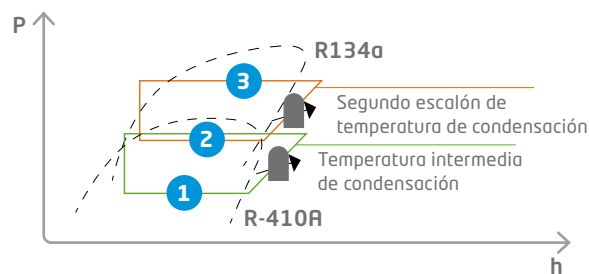 P
R134a
3
Segundo escalón de
temperatura de condensación
2
Temperatura intermedia
de condensación
1
R-410A
h